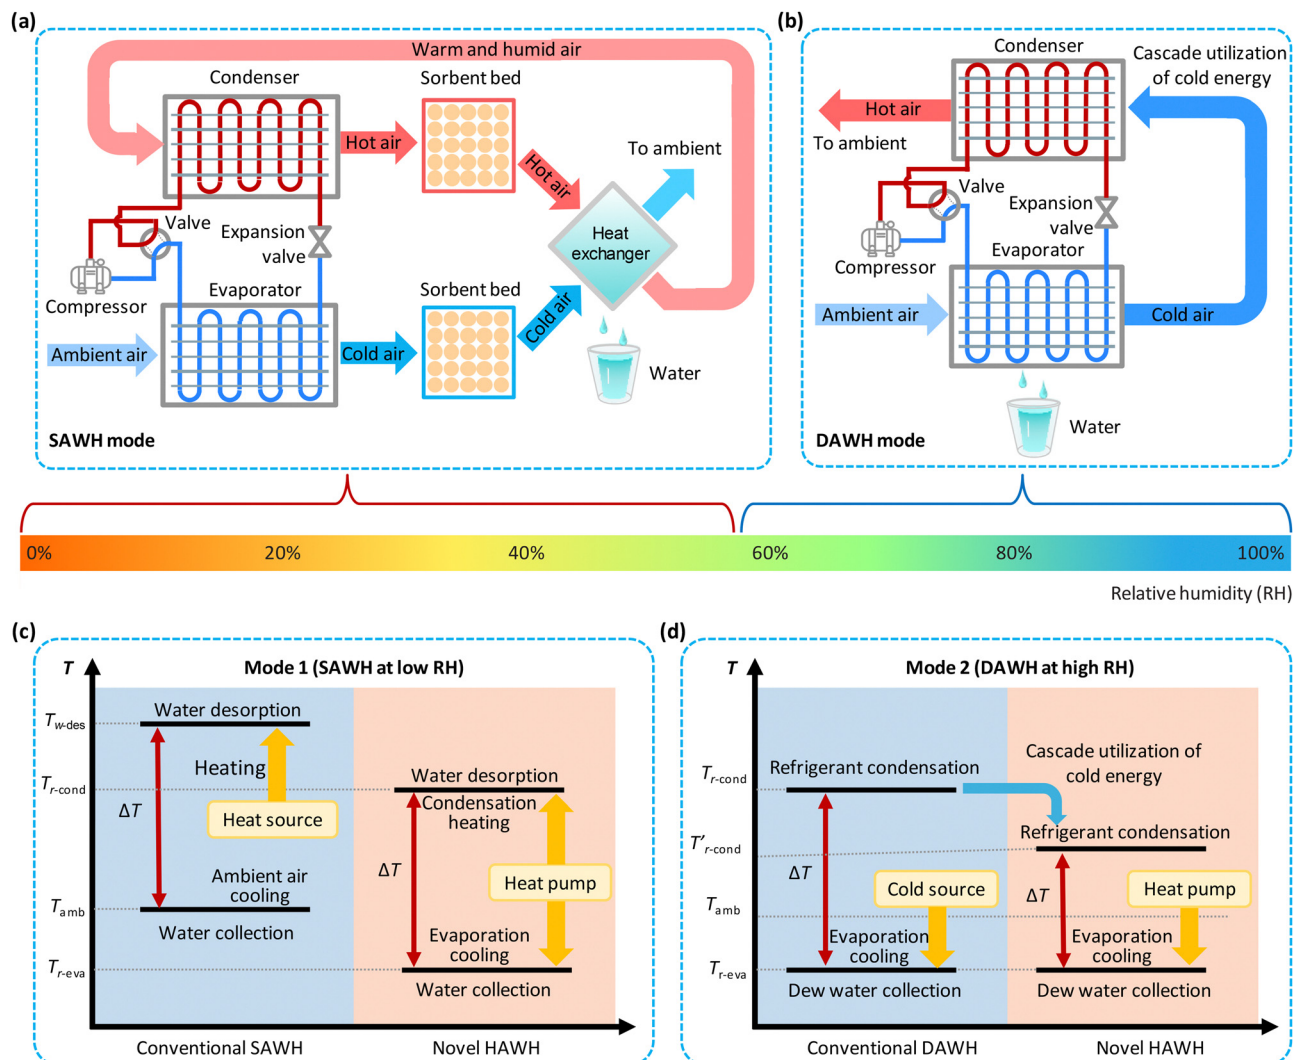 (a)
Warm and humid air
Condenser
Sorbent bed
Hot air
Hot air
To ambient
Valve
Expansion
valve
Heat
exchanger
Compressor
Evaporator
Sorbent bed
Ambient air
Cold air
Cold air
Water
SAWH mode
(b)
Condenser
Cascade utilization
of cold energy
Hot air
To ambient
Valve
Expansion
valve
Compressor
Evaporator
Ambient air
Cold air
Water
DAWH mode
0% 20% 40% 60% 80% 100%
Relative humidity (RH)
(c)
T
Mode 1 (SAWH at low RH)
Tw-des
Tr-cond
Tamb
Tr-eva
Water desorption
Heating
Heat source
ΔT
Ambient air
cooling
Water collection
Water desorption
Condensation
heating
ΔT
Heat pump
Evaporation
cooling
Water collection
Conventional SAWH
Novel HAWH
(d)
T
Mode 2 (DAWH at high RH)
Tr-cond
T'r-cond
Tamb
Tr-eva
Refrigerant condensation
ΔT
Cold source
Evaporation
cooling
Dew water collection
Cascade utilization of
cold energy
Refrigerant condensation
ΔT
Heat pump
Evaporation
cooling
Dew water collection
Conventional DAWH
Novel HAWH